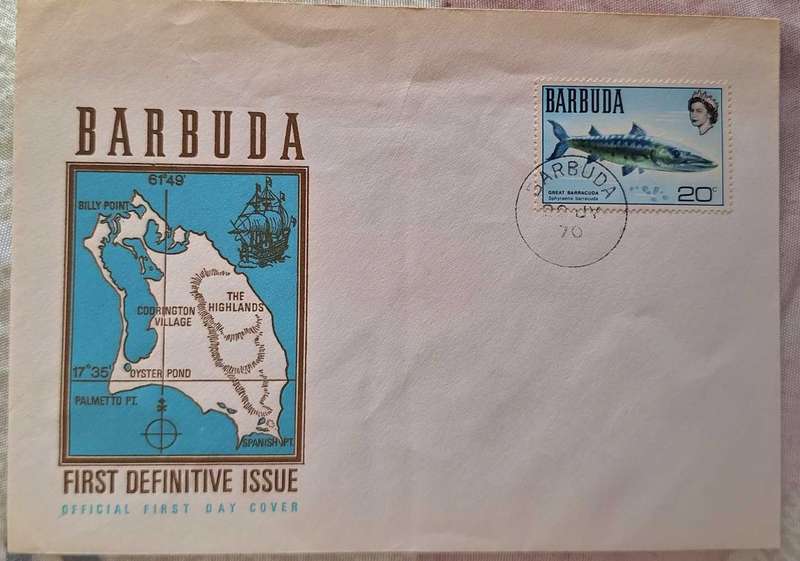 BARBUDA
61°49'
BILLY POINT
CODRINGTON
VILLAGE
THE
HIGHLANDS
17°35'
OYSTER POND
PALMETTO PT.
SPANISH PT.
FIRST DEFINITIVE ISSUE
OFFICIAL FIRST DAY COVER
BARBUDA
GREAT BARRACUDA
Sphyraena barracuda
20c
BARBUDA
JY
70